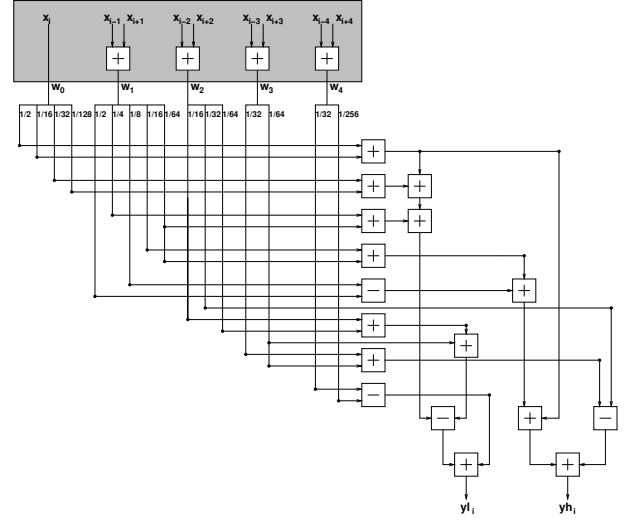 x_i x_{i-1} x_{i+1} x_{i-2} x_{i+2} x_{i-3} x_{i+3} x_{i-4} x_{i+4}
+ + + +
w_0 w_1 w_2 w_3 w_4
1/2 1/16 1/32 1/128 1/2 1/4 1/8 1/16 1/64 1/16 1/32 1/64 1/32 1/64 1/32 1/256
+
+ +
+ +
+
− +
+
+
+
−
− + −
+ +
yl_i yh_i